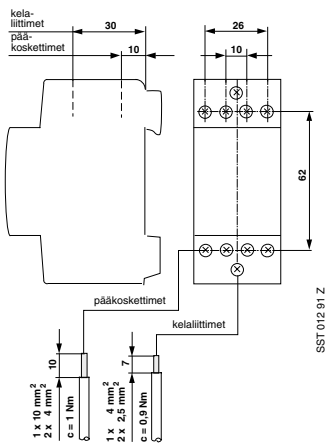 kela-
liittimet
pää-
koskettimet
30
10
26
10
62
pääkoskettimet
kelaliittimet
10
1 x 10 mm²
2 x 4 mm²
c = 1 Nm
7
1 x 4 mm²
2 x 2,5 mm²
c = 0,9 Nm
SST 012 91 Z